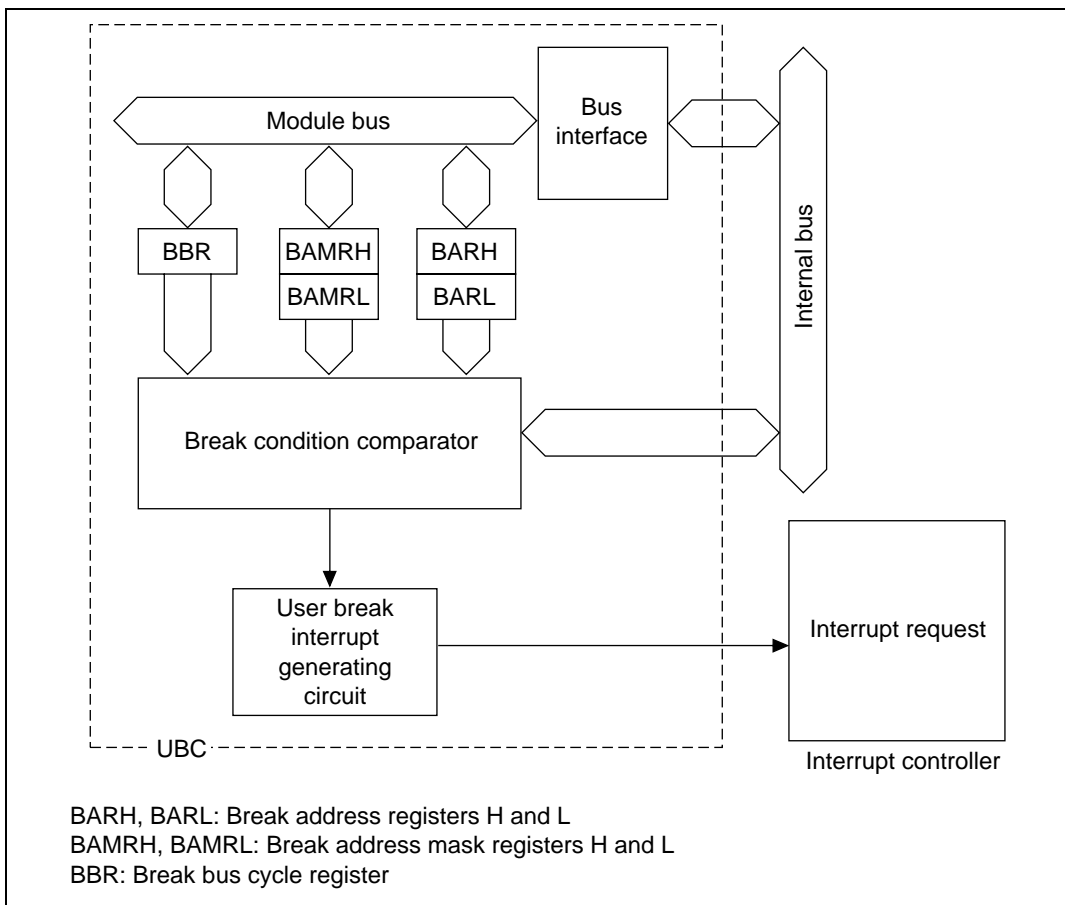 Bus
interface
Module bus
Internal bus
BBR
BAMRH
BARH
BAMRL
BARL
Break condition comparator
User break
interrupt
generating
circuit
Interrupt request
UBC
Interrupt controller
BARH, BARL: Break address registers H and L
BAMRH, BAMRL: Break address mask registers H and L
BBR: Break bus cycle register